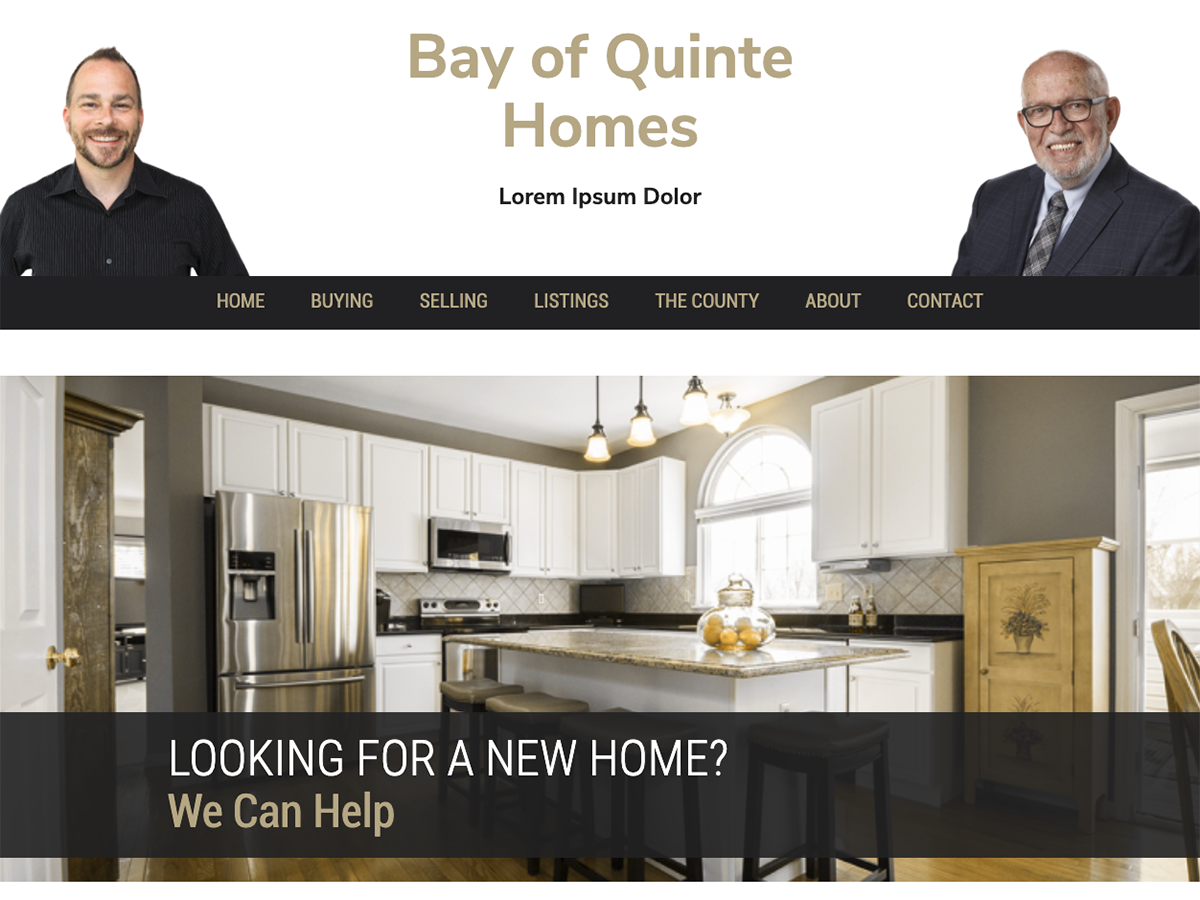 Bay of Quinte
Homes
Lorem Ipsum Dolor
HOME BUYING SELLING LISTINGS THE COUNTY ABOUT CONTACT
LOOKING FOR A NEW HOME?
We Can Help